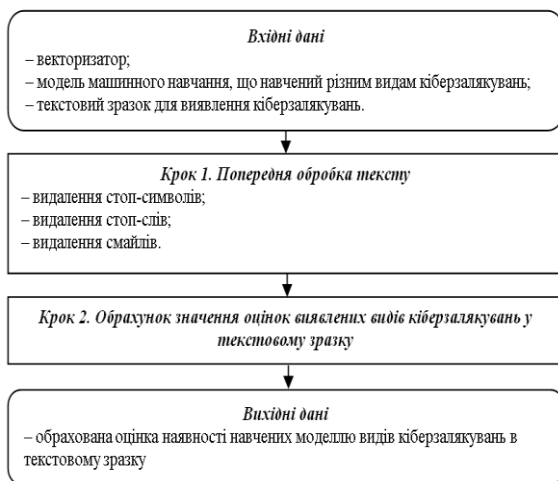 Вхідні дані
– векторизатор;
– модель машинного навчання, що навчений різним видам кіберзалякувань;
– текстовий зразок для виявлення кіберзалякувань.
Крок 1. Попередня обробка тексту
– видалення стоп-символів;
– видалення стоп-слів;
– видалення смайлів.
Крок 2. Обрахунок значення оцінок виявлених видів кіберзалякувань у
текстовому зразку
Вихідні дані
– обрахована оцінка наявності навчених моделлю видів кіберзалякувань в
текстовому зразку